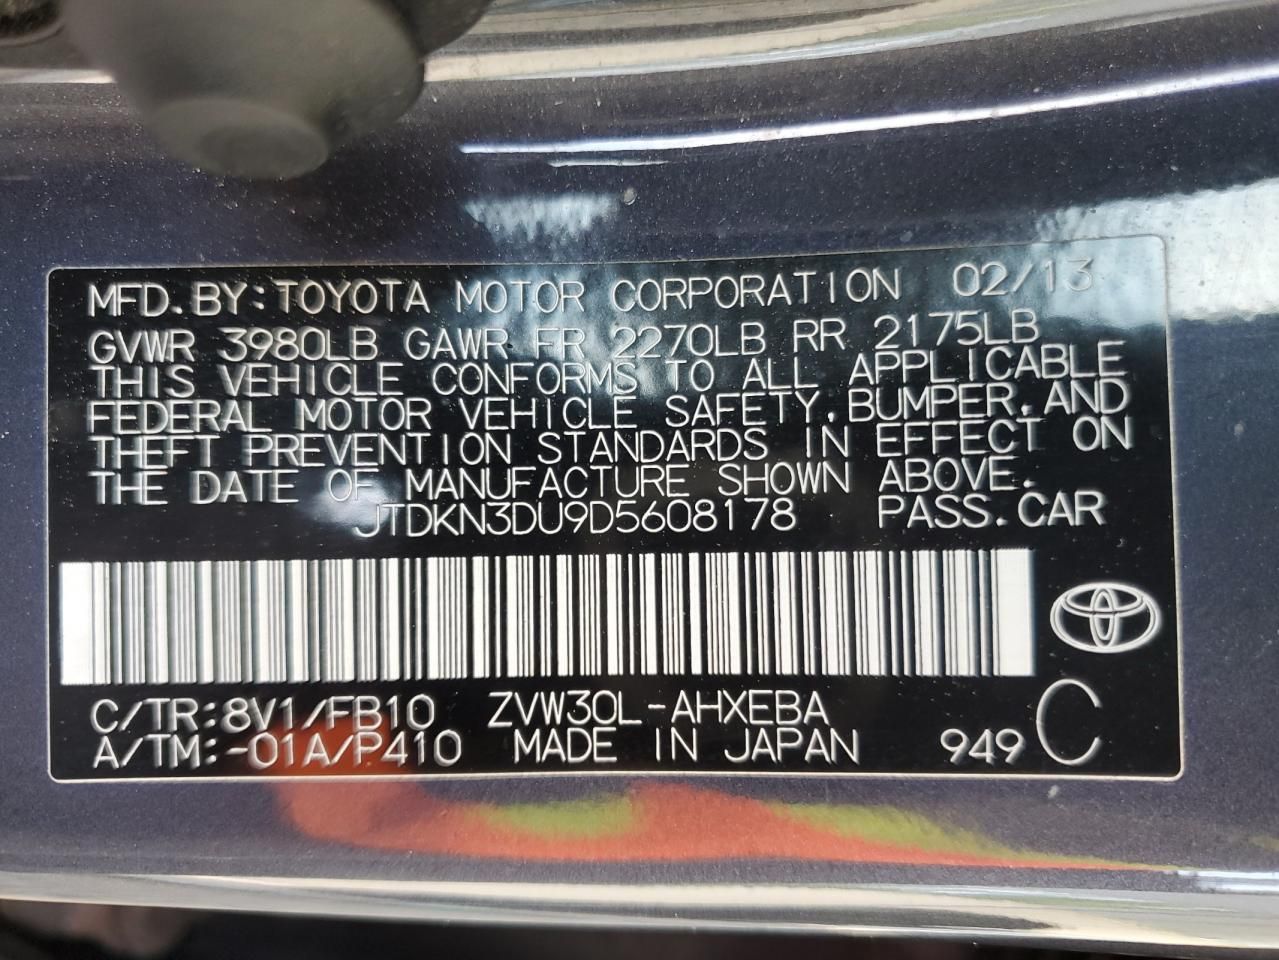 MFD.BY:TOYOTA MOTOR CORPORATION 02/13
GVWR 3980LB GAWR FR 2270LB RR 2175LB
THIS VEHICLE CONFORMS TO ALL APPLICABLE
FEDERAL MOTOR VEHICLE SAFETY,BUMPER,AND
THEFT PREVENTION STANDARDS IN EFFECT ON
THE DATE OF MANUFACTURE SHOWN ABOVE.
JTDKN3DU9D5608178 PASS.CAR
C/TR:8V1/FB10 ZVW30L-AHXEBA C
A/TM:-01A/P410 MADE IN JAPAN 949